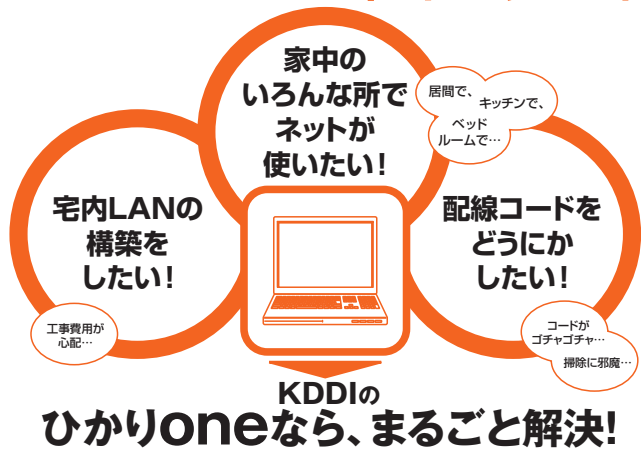 家中の
いろんな所で
ネットが
使いたい!
居間で、
キッチンで、
ベッド
ルームで…
宅内LANの
構築を
したい!
工事費用が
心配…
配線コードを
どうにか
したい!
コードが
ゴチャゴチャ…
掃除に邪魔…
KDDIの
ひかりoneなら、まるごと解決!